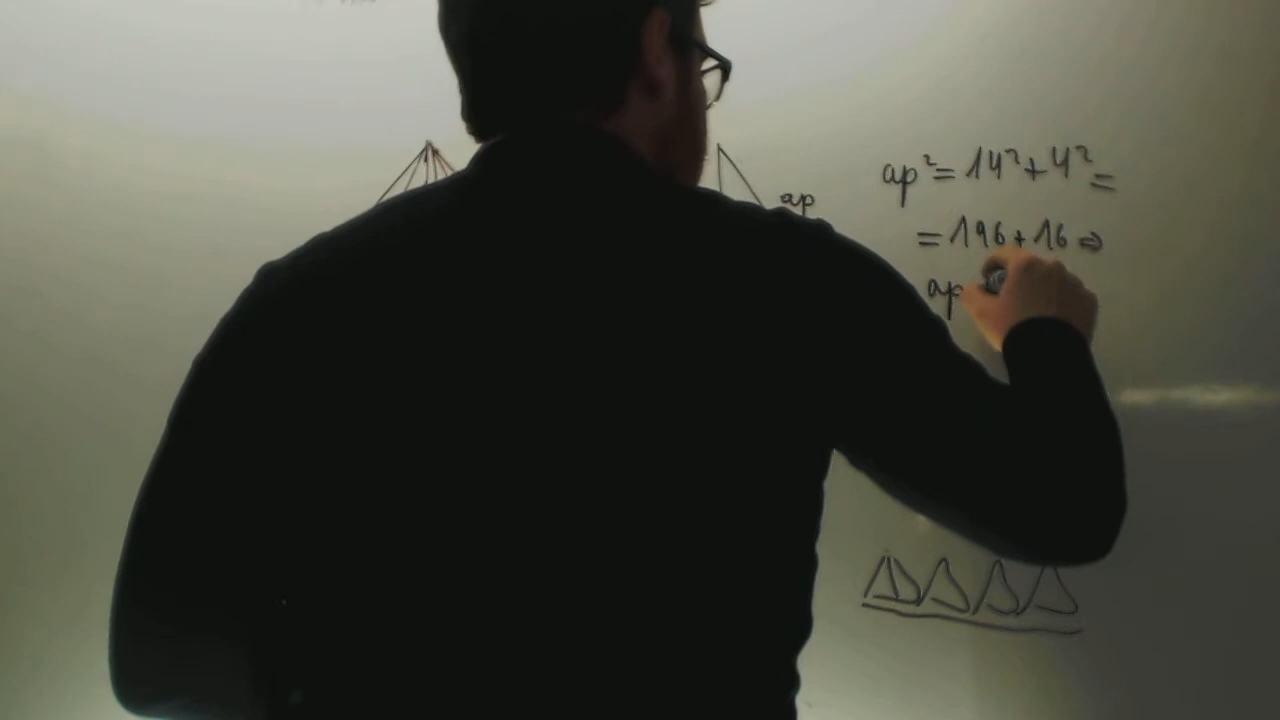 ap
ap² = 14² + 4² =
= 196 + 16 ⇒
ap